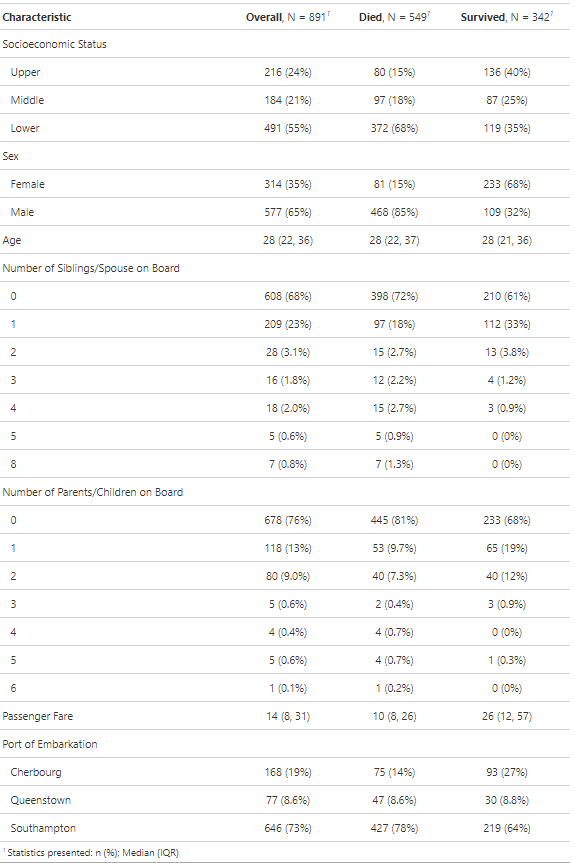 Characteristic Overall, N = 891¹ Died, N = 549¹ Survived, N = 342¹
Socioeconomic Status
Upper 216 (24%) 80 (15%) 136 (40%)
Middle 184 (21%) 97 (18%) 87 (25%)
Lower 491 (55%) 372 (68%) 119 (35%)
Sex
Female 314 (35%) 81 (15%) 233 (68%)
Male 577 (65%) 468 (85%) 109 (32%)
Age 28 (22, 36) 28 (22, 37) 28 (21, 36)
Number of Siblings/Spouse on Board
0 608 (68%) 398 (72%) 210 (61%)
1 209 (23%) 97 (18%) 112 (33%)
2 28 (3.1%) 15 (2.7%) 13 (3.8%)
3 16 (1.8%) 12 (2.2%) 4 (1.2%)
4 18 (2.0%) 15 (2.7%) 3 (0.9%)
5 5 (0.6%) 5 (0.9%) 0 (0%)
8 7 (0.8%) 7 (1.3%) 0 (0%)
Number of Parents/Children on Board
0 678 (76%) 445 (81%) 233 (68%)
1 118 (13%) 53 (9.7%) 65 (19%)
2 80 (9.0%) 40 (7.3%) 40 (12%)
3 5 (0.6%) 2 (0.4%) 3 (0.9%)
4 4 (0.4%) 4 (0.7%) 0 (0%)
5 5 (0.6%) 4 (0.7%) 1 (0.3%)
6 1 (0.1%) 1 (0.2%) 0 (0%)
Passenger Fare 14 (8, 31) 10 (8, 26) 26 (12, 57)
Port of Embarkation
Cherbourg 168 (19%) 75 (14%) 93 (27%)
Queenstown 77 (8.6%) 47 (8.6%) 30 (8.8%)
Southampton 646 (73%) 427 (78%) 219 (64%)
¹ Statistics presented: n (%); Median (IQR)